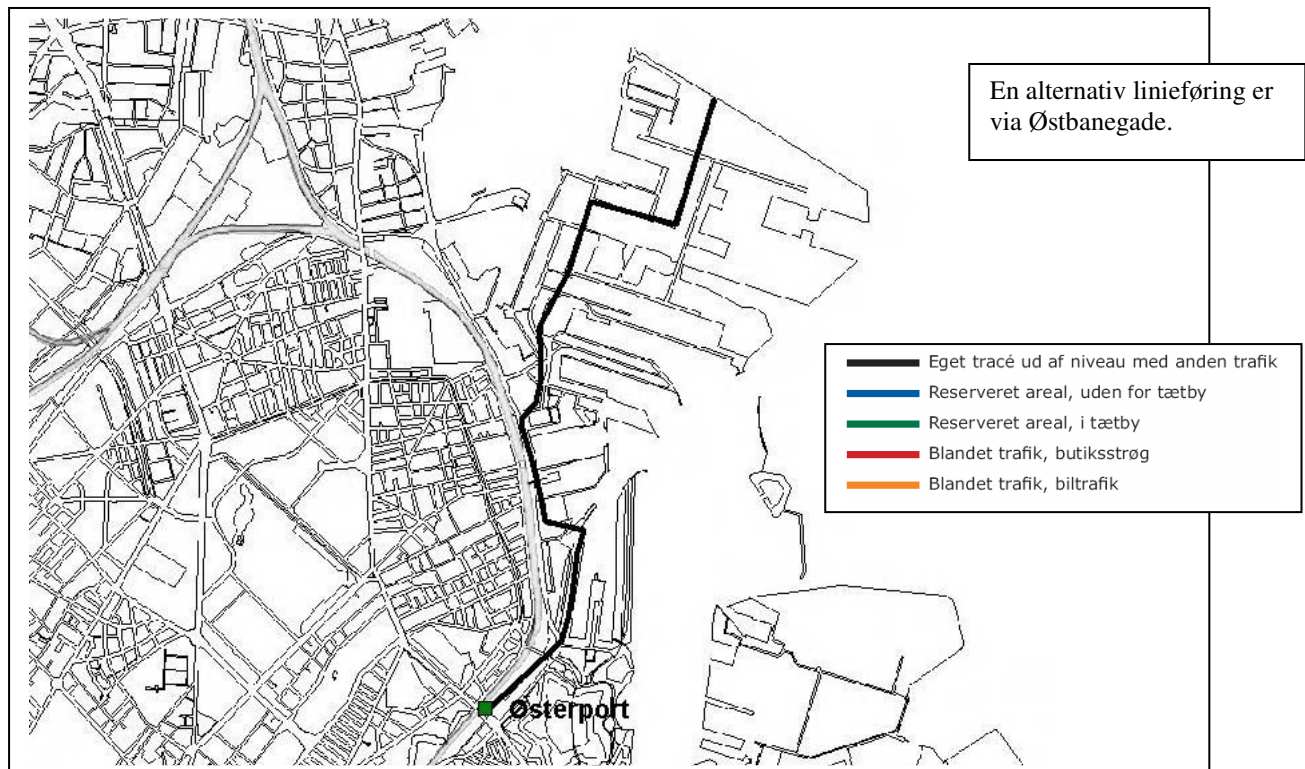 En alternativ linieføring er
via Østbanegade.
Eget tracé ud af niveau med anden trafik
Reserveret areal, uden for tætby
Reserveret areal, i tætby
Blandet trafik, butiksstrøg
Blandet trafik, biltrafik
Østerport